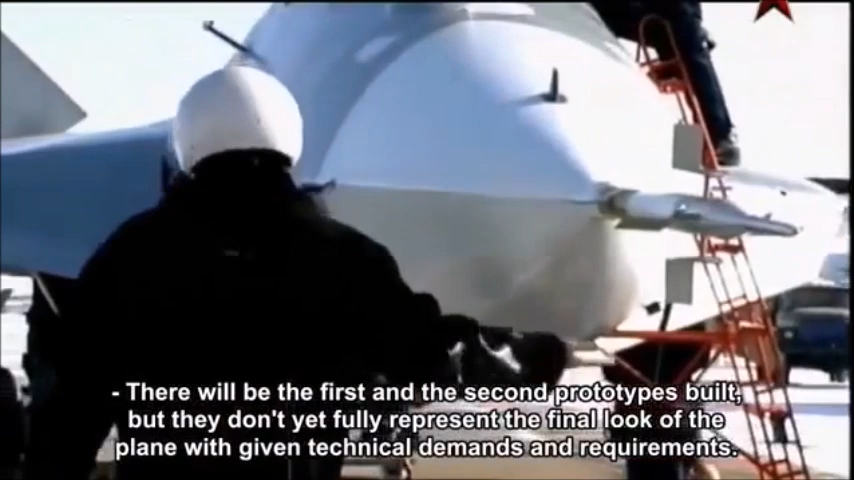 - There will be the first and the second prototypes built,
but they don't yet fully represent the final look of the
plane with given technical demands and requirements.